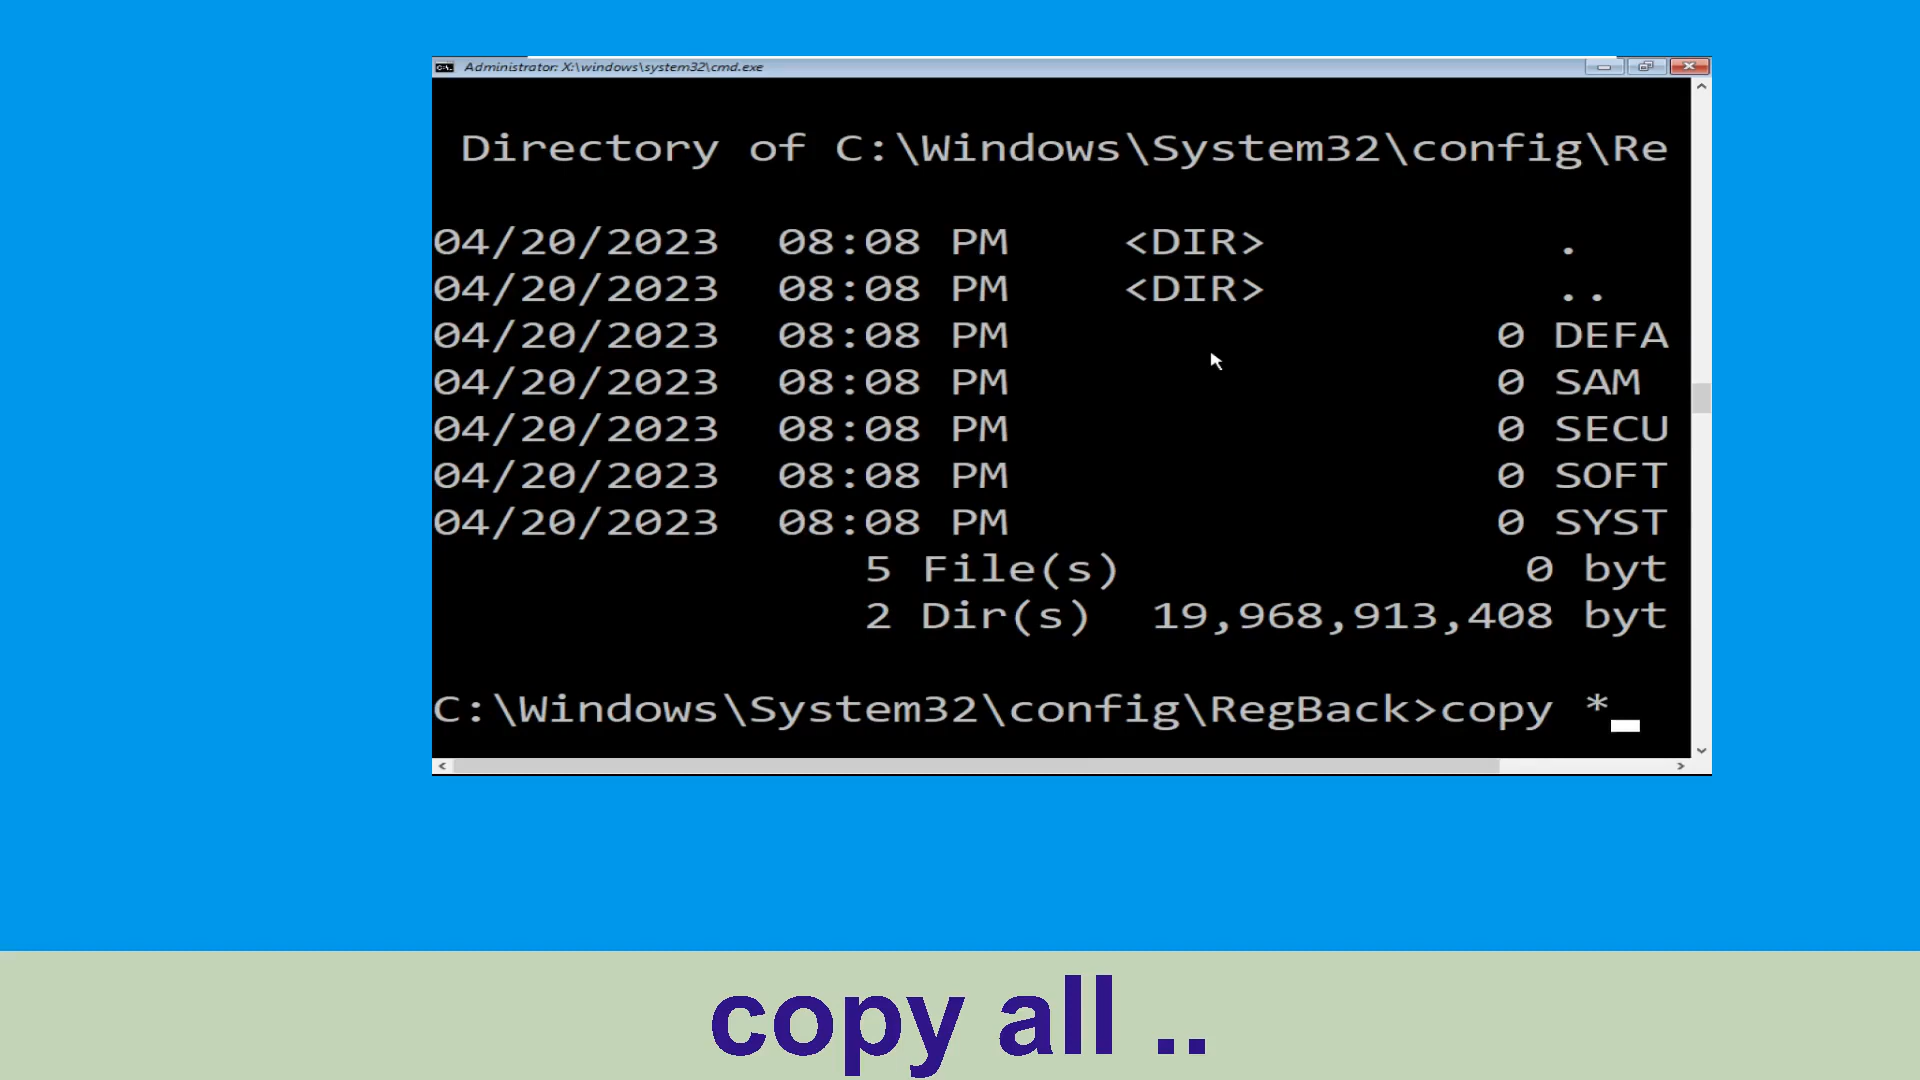 Administrator: X:\windows\system32\cmd.exe
Directory of C:\Windows\System32\config\Re
04/20/2023 08:08 PM <DIR> .
04/20/2023 08:08 PM <DIR> ..
04/20/2023 08:08 PM 0 DEFA
04/20/2023 08:08 PM 0 SAM
04/20/2023 08:08 PM 0 SECU
04/20/2023 08:08 PM 0 SOFT
04/20/2023 08:08 PM 0 SYST
5 File(s) 0 byt
2 Dir(s) 19,968,913,408 byt
C:\Windows\System32\config\RegBack>copy *
copy all ..